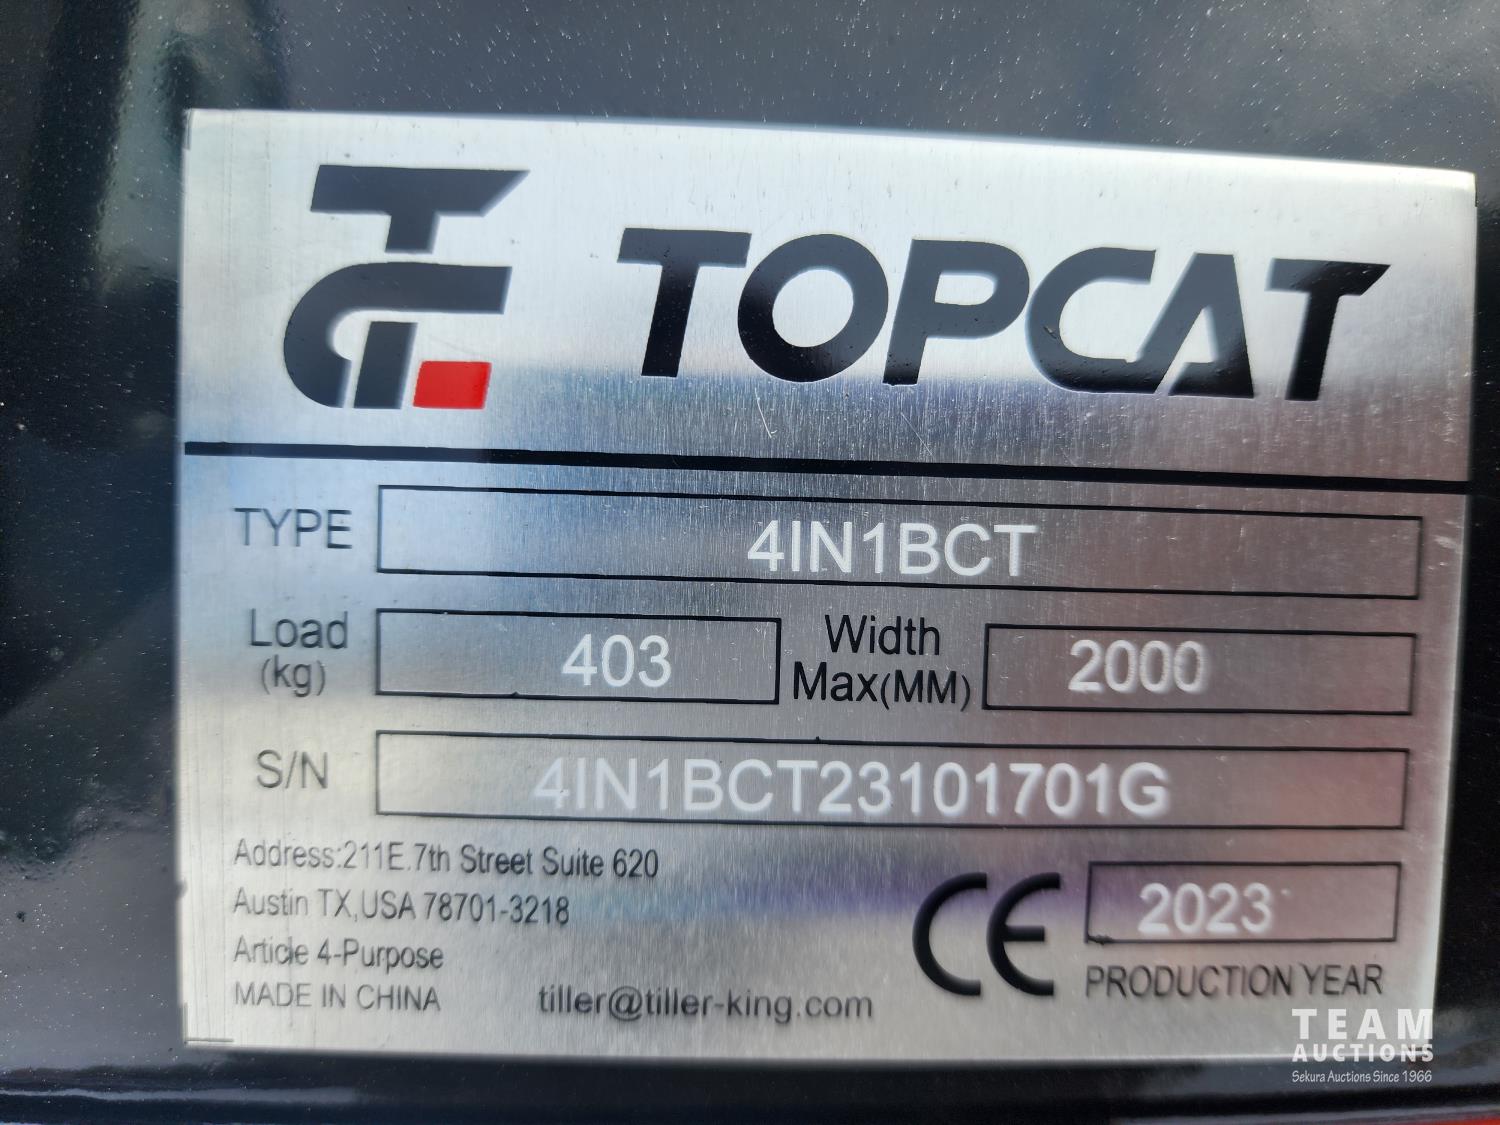 TOPCAT
TYPE 4IN1BCT
Load (kg) 403 Width Max(MM) 2000
S/N 4IN1BCT23101701G
Address:211E.7th Street Suite 620
Austin TX,USA 78701-3218
Article 4-Purpose
MADE IN CHINA
tiller@tiller-king.com
CE
2023
PRODUCTION YEAR
TEAM
AUCTIONS
Sekura Auctions Since 1966